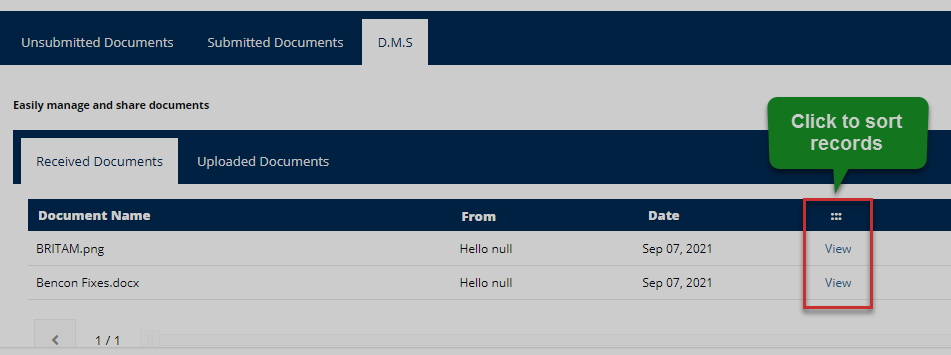 Unsubmitted Documents Submitted Documents D.M.S
Easily manage and share documents
Click to sort
records
Received Documents Uploaded Documents
Document Name From Date :::
BRITAM.png Hello null Sep 07, 2021 View
Bencon Fixes.docx Hello null Sep 07, 2021 View
< 1 / 1